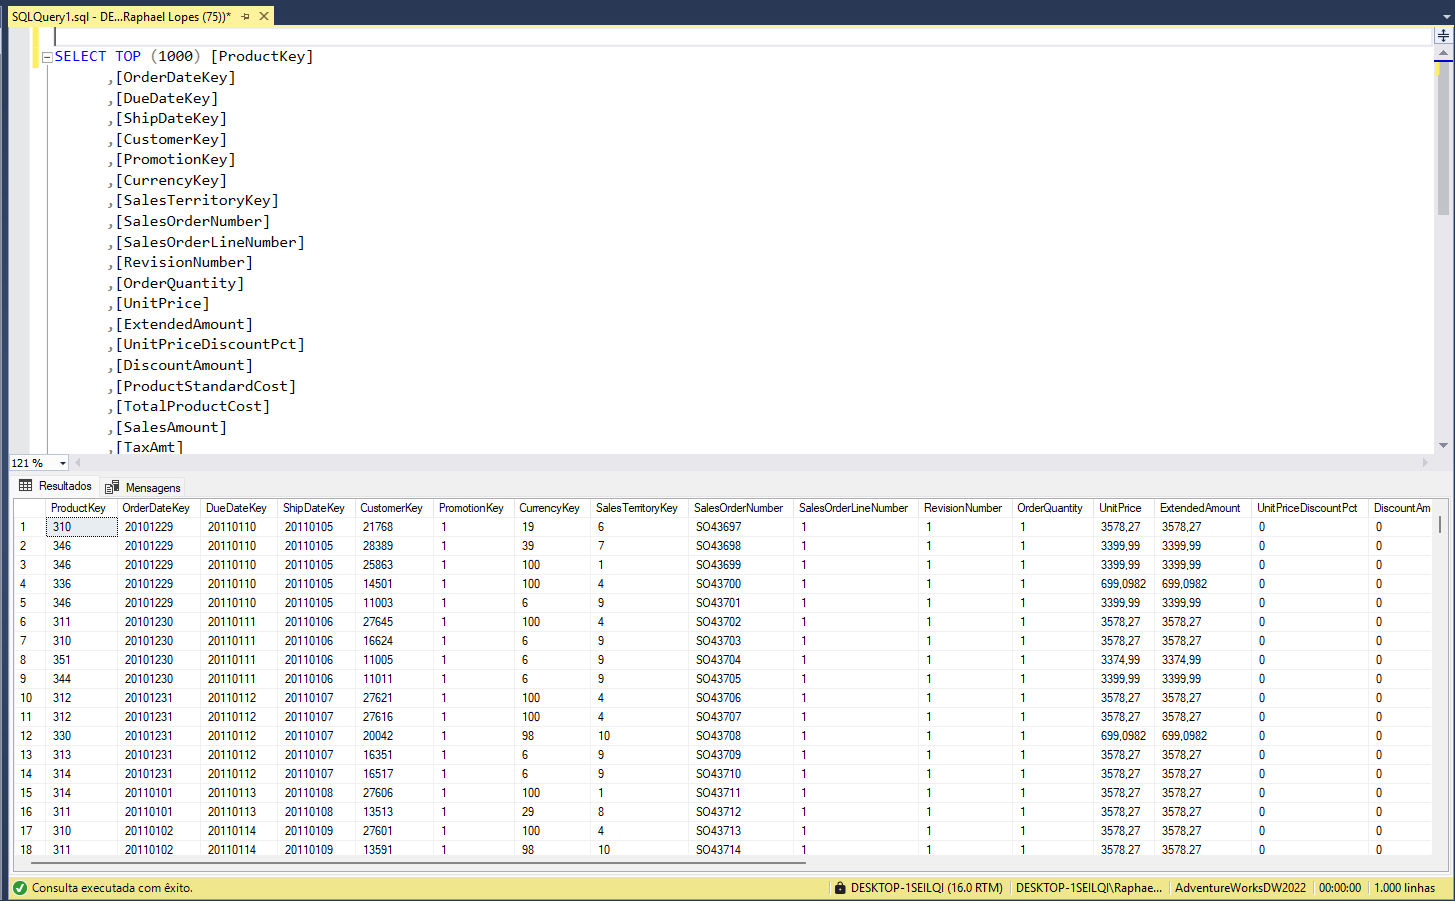 SQLQuery1.sql - DE...Raphael Lopes (75))*
SELECT TOP (1000) [ProductKey]
,[OrderDateKey]
,[DueDateKey]
,[ShipDateKey]
,[CustomerKey]
,[PromotionKey]
,[CurrencyKey]
,[SalesTerritoryKey]
,[SalesOrderNumber]
,[SalesOrderLineNumber]
,[RevisionNumber]
,[OrderQuantity]
,[UnitPrice]
,[ExtendedAmount]
,[UnitPriceDiscountPct]
,[DiscountAmount]
,[ProductStandardCost]
,[TotalProductCost]
,[SalesAmount]
,[TaxAmt]
121 %
Resultados Mensagens
ProductKey OrderDateKey DueDateKey ShipDateKey CustomerKey PromotionKey CurrencyKey SalesTerritoryKey SalesOrderNumber SalesOrderLineNumber RevisionNumber OrderQuantity UnitPrice ExtendedAmount UnitPriceDiscountPct DiscountAm
1 310 20101229 20110110 20110105 21768 1 19 6 SO43697 1 1 1 3578,27 3578,27 0 0
2 346 20101229 20110110 20110105 28389 1 39 7 SO43698 1 1 1 3399,99 3399,99 0 0
3 346 20101229 20110110 20110105 25863 1 100 1 SO43699 1 1 1 3399,99 3399,99 0 0
4 336 20101229 20110110 20110105 14501 1 100 4 SO43700 1 1 1 699,0982 699,0982 0 0
5 346 20101229 20110110 20110105 11003 1 6 9 SO43701 1 1 1 3399,99 3399,99 0 0
6 311 20101230 20110111 20110106 27645 1 100 4 SO43702 1 1 1 3578,27 3578,27 0 0
7 310 20101230 20110111 20110106 16624 1 6 9 SO43703 1 1 1 3578,27 3578,27 0 0
8 351 20101230 20110111 20110106 11005 1 6 9 SO43704 1 1 1 3374,99 3374,99 0 0
9 344 20101230 20110111 20110106 11011 1 6 9 SO43705 1 1 1 3399,99 3399,99 0 0
10 312 20101231 20110112 20110107 27621 1 100 4 SO43706 1 1 1 3578,27 3578,27 0 0
11 312 20101231 20110112 20110107 27616 1 100 4 SO43707 1 1 1 3578,27 3578,27 0 0
12 330 20101231 20110112 20110107 20042 1 98 10 SO43708 1 1 1 699,0982 699,0982 0 0
13 313 20101231 20110112 20110107 16351 1 6 9 SO43709 1 1 1 3578,27 3578,27 0 0
14 314 20101231 20110112 20110107 16517 1 6 9 SO43710 1 1 1 3578,27 3578,27 0 0
15 314 20110101 20110113 20110108 27606 1 100 1 SO43711 1 1 1 3578,27 3578,27 0 0
16 311 20110101 20110113 20110108 13513 1 29 8 SO43712 1 1 1 3578,27 3578,27 0 0
17 310 20110102 20110114 20110109 27601 1 100 4 SO43713 1 1 1 3578,27 3578,27 0 0
18 311 20110102 20110114 20110109 13591 1 98 10 SO43714 1 1 1 3578,27 3578,27 0 0
Consulta executada com êxito. DESKTOP-1SEILQI (16.0 RTM) DESKTOP-1SEILQI\Raphae... AdventureWorksDW2022 00:00:00 1.000 linhas